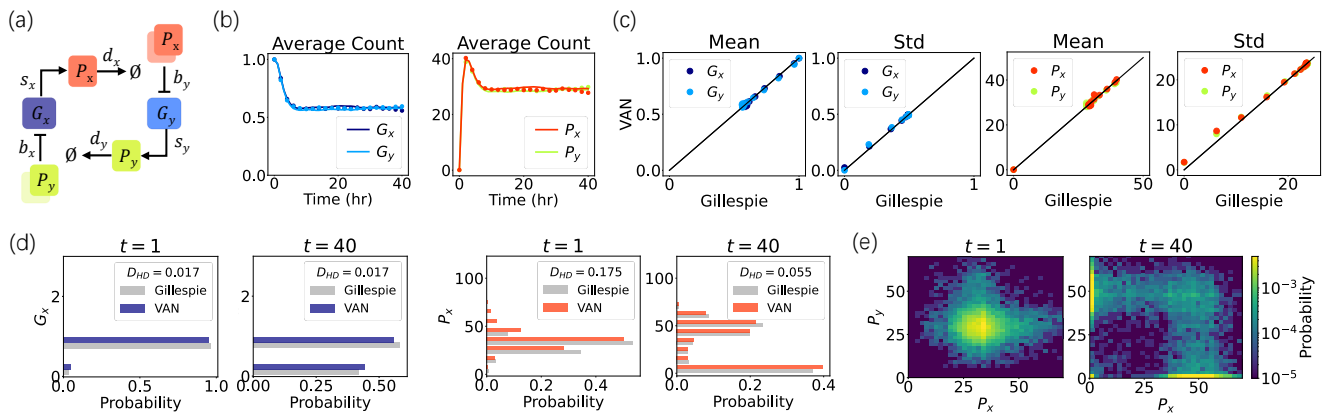 (a)
P_x
d_x
∅
P_x
s_x
b_y
G_x
G_y
b_x
d_y
∅
P_y
s_y
P_y
(b)
Average Count
1.0
0.5
0.0
0
20
40
Time (hr)
G_x
G_y
Average Count
40
20
0
0
20
40
Time (hr)
P_x
P_y
(c)
Mean
VAN
1.0
0.5
0.0
0
1
Gillespie
G_x
G_y
Std
1.0
0.5
0.0
0
1
Gillespie
G_x
G_y
Mean
40
20
0
0
50
Gillespie
P_x
P_y
Std
20
0
0
20
Gillespie
P_x
P_y
(d)
t = 1
D_HD = 0.017
Gillespie
VAN
G_x
2
0
0.0
0.5
1.0
Probability
t = 40
D_HD = 0.017
Gillespie
VAN
2
0
0.00
0.25
0.50
Probability
t = 1
D_HD = 0.175
Gillespie
VAN
P_x
100
50
0
0.0
0.2
0.4
Probability
t = 40
D_HD = 0.055
Gillespie
VAN
100
50
0
0.0
0.2
0.4
Probability
(e)
t = 1
P_y
50
25
0
0
25
50
P_x
t = 40
50
25
0
0
25
50
P_x
10⁻³
10⁻⁴
10⁻⁵
Probability